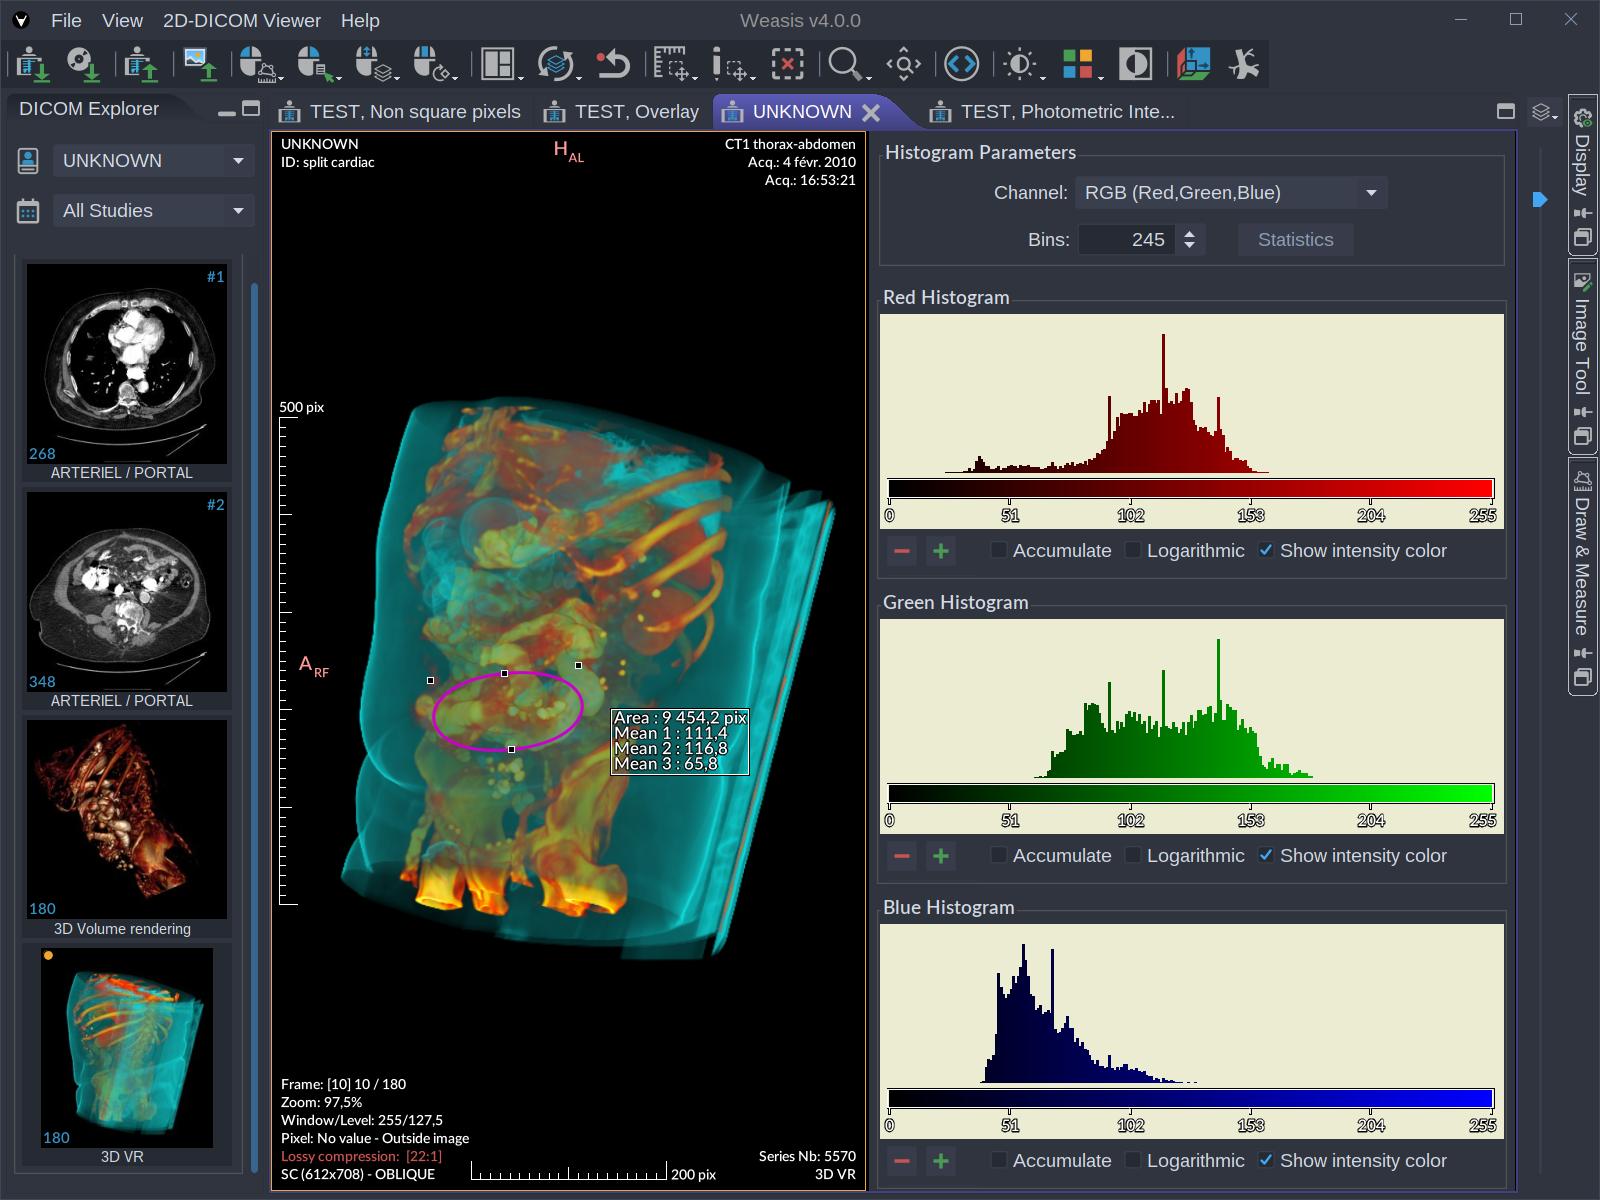 File View 2D-DICOM Viewer Help Weasis v4.0.0
DICOM Explorer
TEST, Non square pixels
TEST, Overlay
UNKNOWN
TEST, Photometric Inte...
UNKNOWN
All Studies
#1
268
ARTERIEL / PORTAL
#2
348
ARTERIEL / PORTAL
180
3D Volume rendering
180
3D VR
UNKNOWN
ID: split cardiac
H AL
CT1 thorax-abdomen
Acq.: 4 févr. 2010
Acq.: 16:53:21
500 pix
A RF
Area : 9 454,2 pix
Mean 1 : 111,4
Mean 2 : 116,8
Mean 3 : 65,8
Frame: [10] 10 / 180
Zoom: 97,5%
Window/Level: 255/127,5
Pixel: No value - Outside image
Lossy compression: [22:1]
SC (612x708) - OBLIQUE
200 pix
Series Nb: 5570
3D VR
Histogram Parameters
Channel: RGB (Red,Green,Blue)
Bins: 245 Statistics
Red Histogram
0 51 102 153 204 255
Accumulate Logarithmic Show intensity color
Green Histogram
0 51 102 153 204 255
Accumulate Logarithmic Show intensity color
Blue Histogram
0 51 102 153 204 255
Accumulate Logarithmic Show intensity color
Display
Image Tool
Draw & Measure